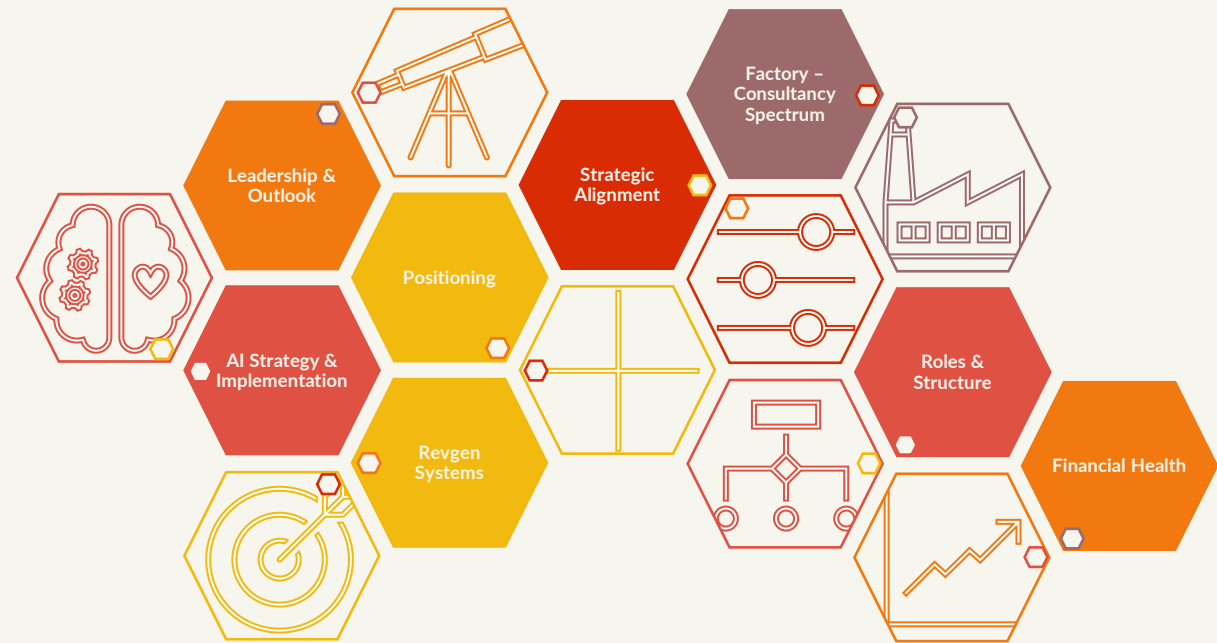 Factory –
Consultancy
Spectrum
Leadership &
Outlook
Strategic
Alignment
Positioning
AI Strategy &
Implementation
Roles &
Structure
Revgen
Systems
Financial Health